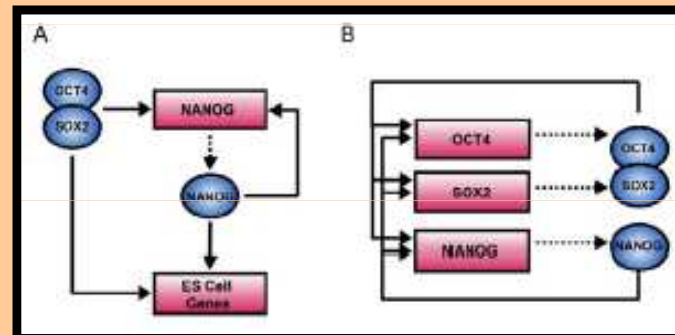 A
OCT4
SOX2
NANOG
NANOG
ES Cell
Genes
B
OCT4
SOX2
NANOG
OCT4
SOX2
NANOG